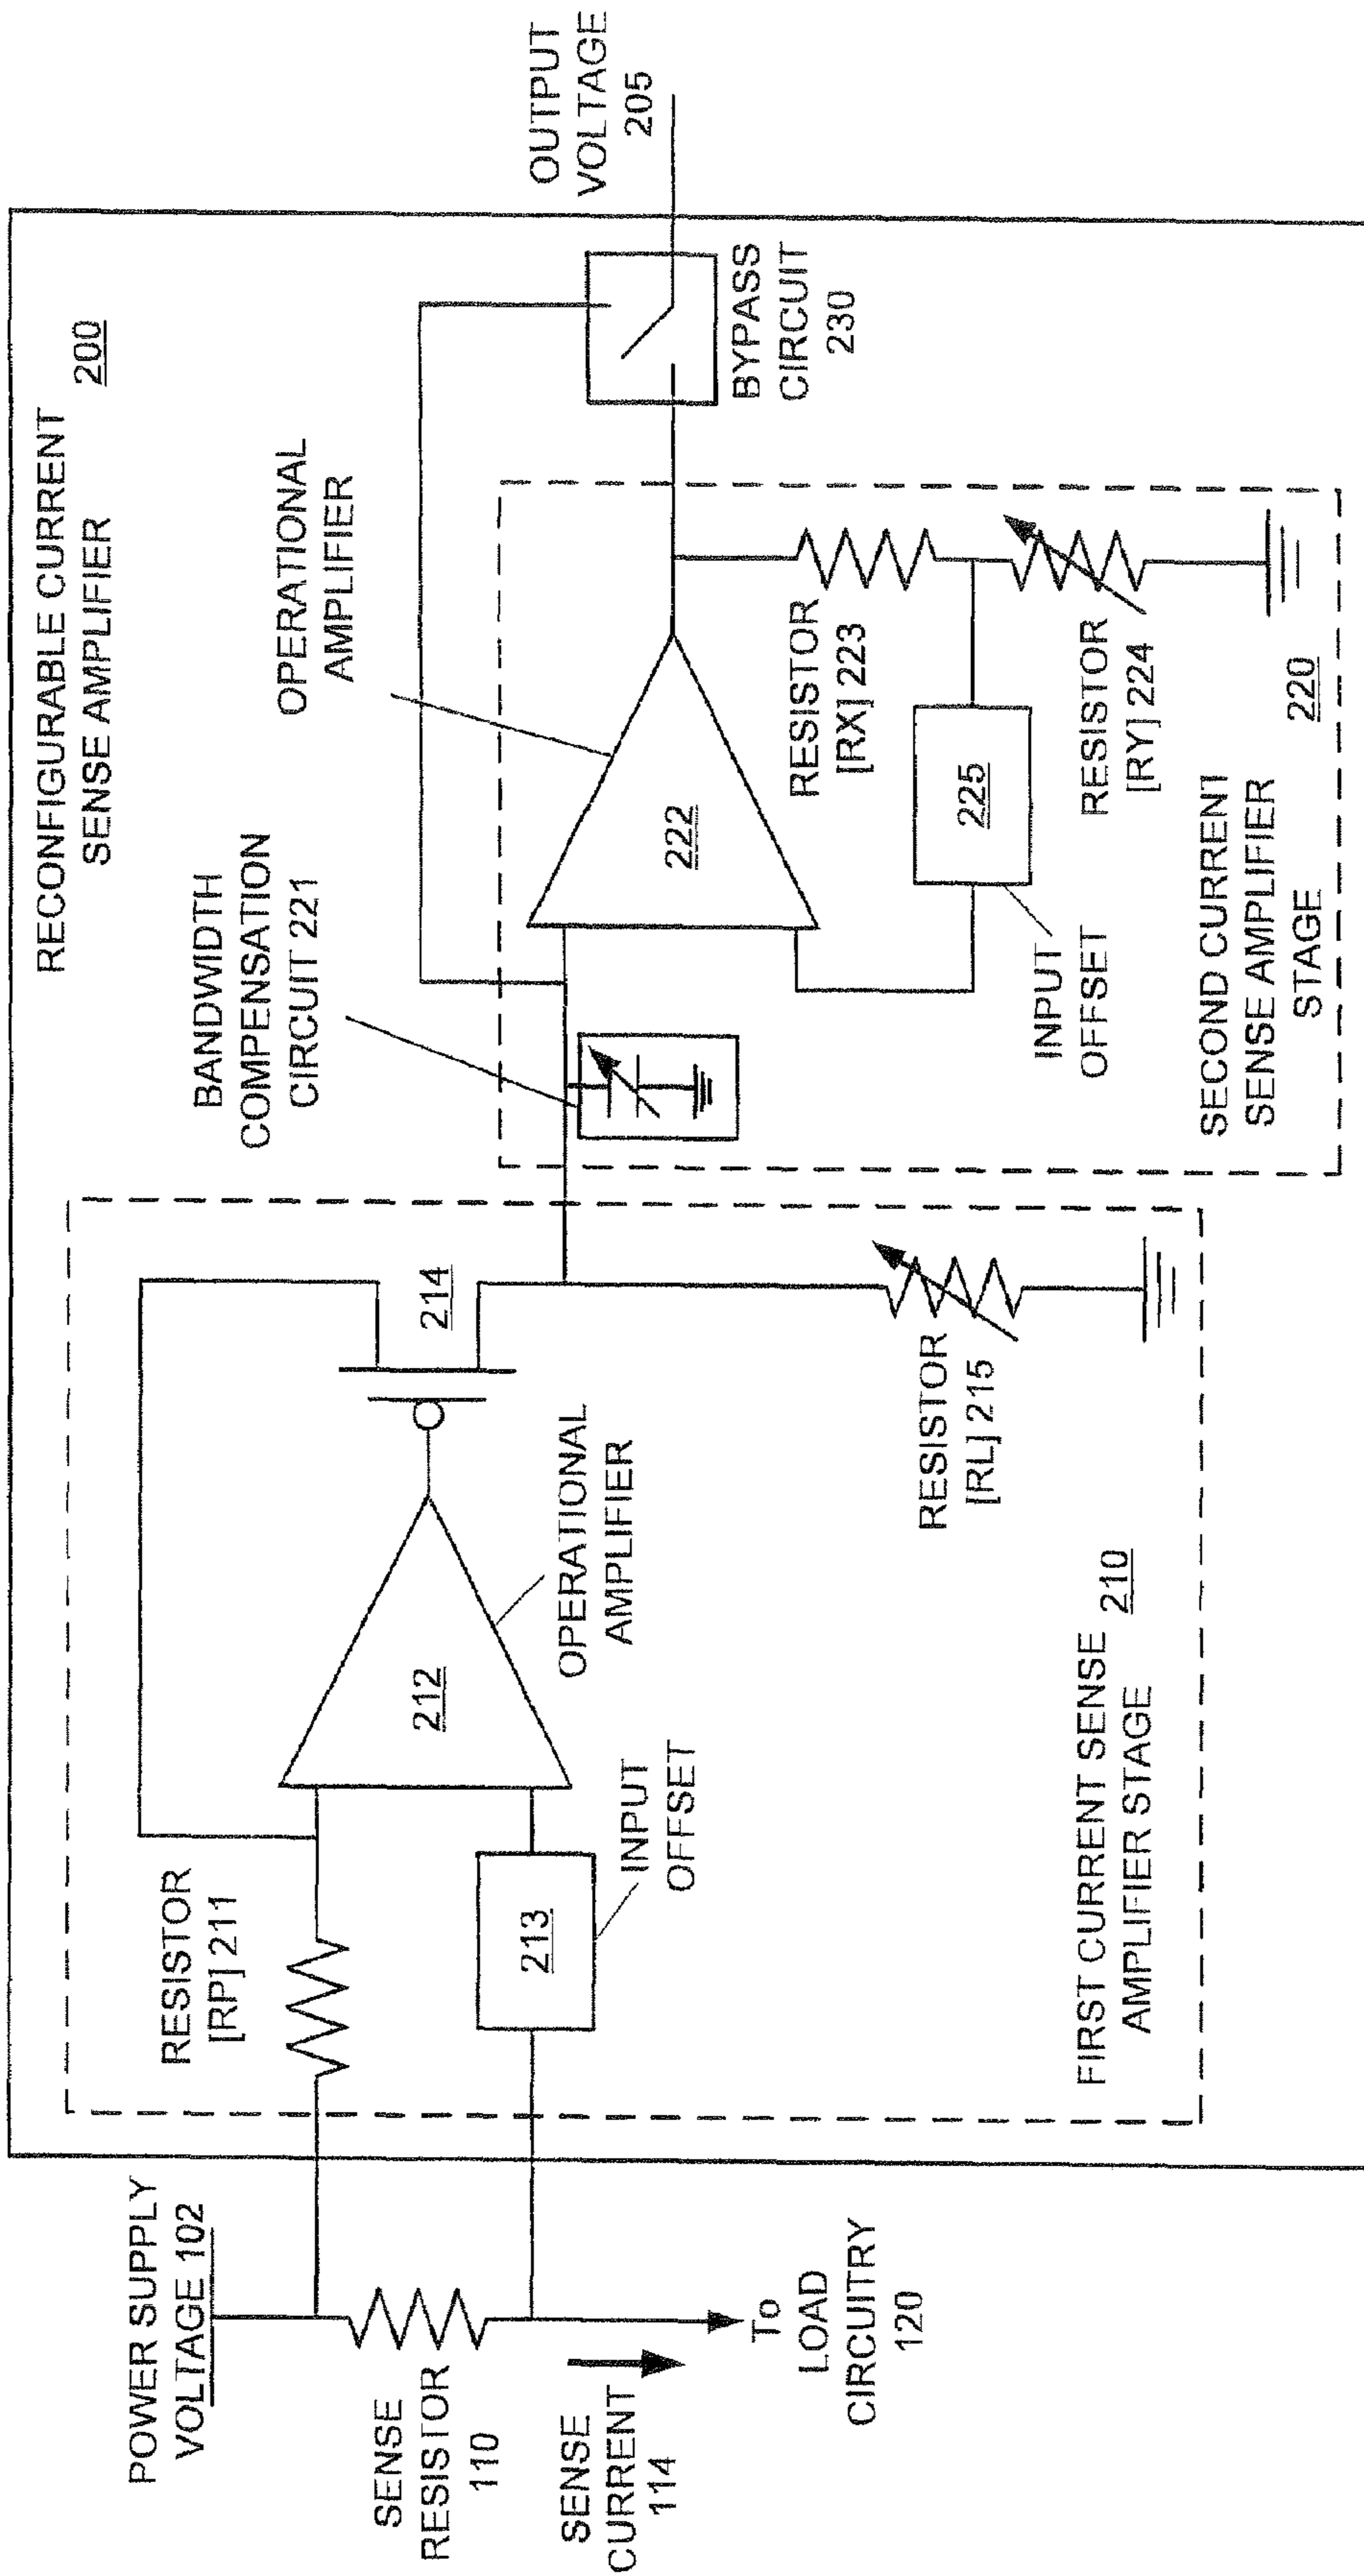 RECONFIGURABLE CURRENT
SENSE AMPLIFIER
200
POWER SUPPLY
VOLTAGE 102
SENSE
RESISTOR
110
SENSE
CURRENT
114
To
LOAD
CIRCUITRY
120
RESISTOR
[RP] 211
213
INPUT
OFFSET
212
OPERATIONAL
AMPLIFIER
214
RESISTOR
[RL] 215
FIRST CURRENT SENSE
AMPLIFIER STAGE
210
BANDWIDTH
COMPENSATION
CIRCUIT 221
OPERATIONAL
AMPLIFIER
222
RESISTOR
[RX] 223
225
INPUT
OFFSET
RESISTOR
[RY] 224
SECOND CURRENT
SENSE AMPLIFIER
STAGE
220
BYPASS
CIRCUIT
230
OUTPUT
VOLTAGE
205